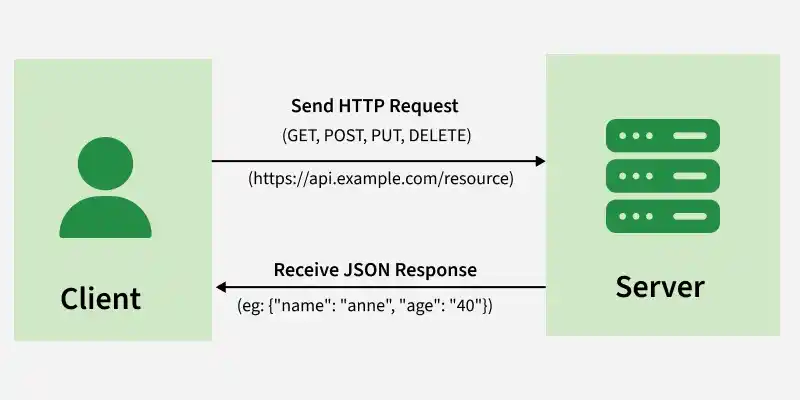 Send HTTP Request
(GET, POST, PUT, DELETE)
(https://api.example.com/resource)
Receive JSON Response
(eg: {"name": "anne", "age": "40"})
Client
Server